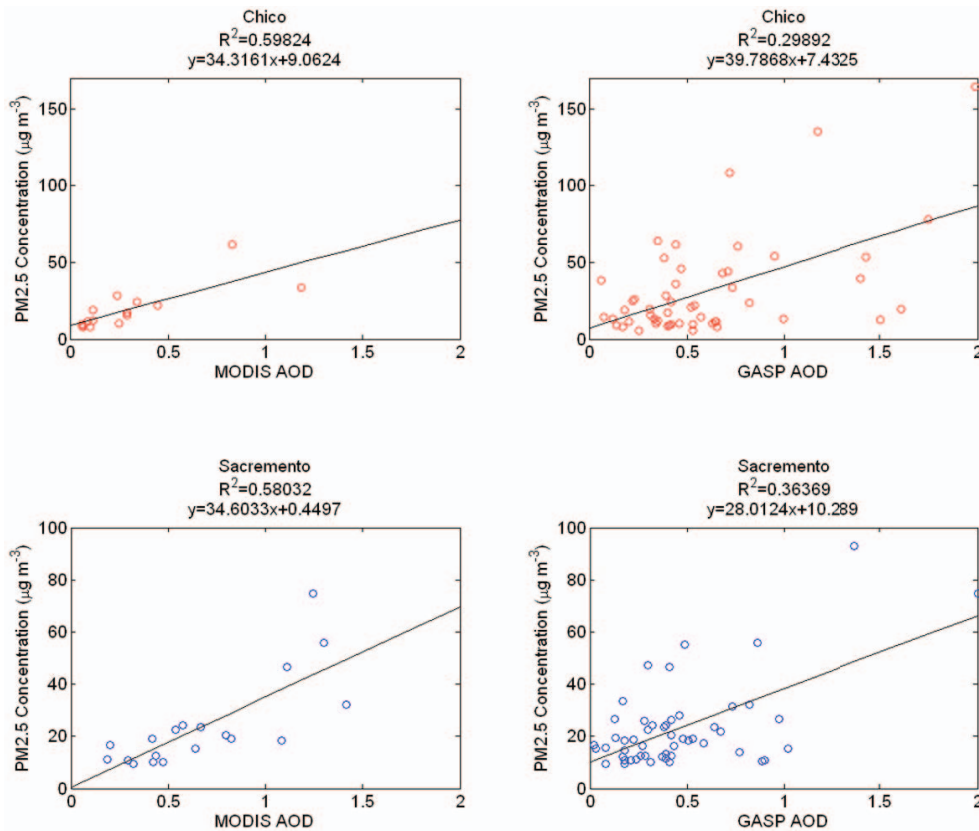 Chico
R²=0.59824
y=34.3161x+9.0624
PM2.5 Concentration (μg m⁻³)
150
100
50
0
0 0.5 1 1.5 2
MODIS AOD
Chico
R²=0.29892
y=39.7868x+7.4325
PM2.5 Concentration (μg m⁻³)
150
100
50
0
0 0.5 1 1.5 2
GASP AOD
Sacremento
R²=0.58032
y=34.6033x+0.4497
PM2.5 Concentration (μg m⁻³)
100
80
60
40
20
0
0 0.5 1 1.5 2
MODIS AOD
Sacremento
R²=0.36369
y=28.0124x+10.289
PM2.5 Concentration (μg m⁻³)
100
80
60
40
20
0
0 0.5 1 1.5 2
GASP AOD